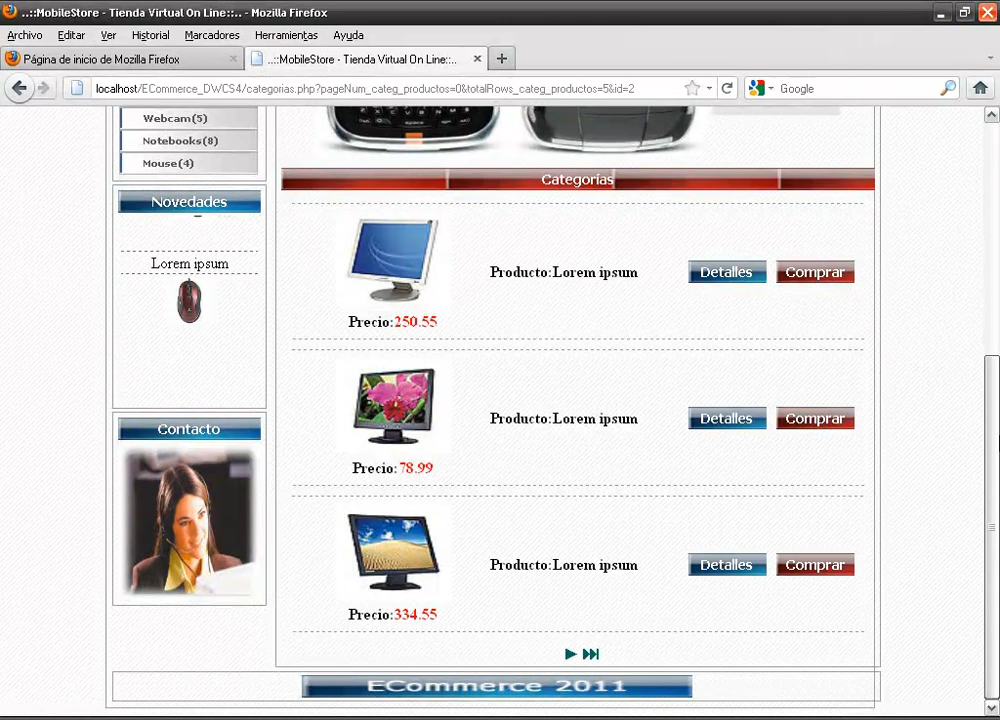 ..::MobileStore - Tienda Virtual On Line::.. - Mozilla Firefox
Archivo Editar Ver Historial Marcadores Herramientas Ayuda
Página de inicio de Mozilla Firefox
..::MobileStore - Tienda Virtual On Line::..
localhost/ECommerce_DWCS4/categorias.php?pageNum_categ_productos=0&totalRows_categ_productos=5&id=2
Google
Webcam(5)
Notebooks(8)
Mouse(4)
Novedades
Lorem ipsum
Contacto
Categorías
Producto:Lorem ipsum
Detalles Comprar
Precio:250.55
Producto:Lorem ipsum
Detalles Comprar
Precio:78.99
Producto:Lorem ipsum
Detalles Comprar
Precio:334.55
ECommerce 2011